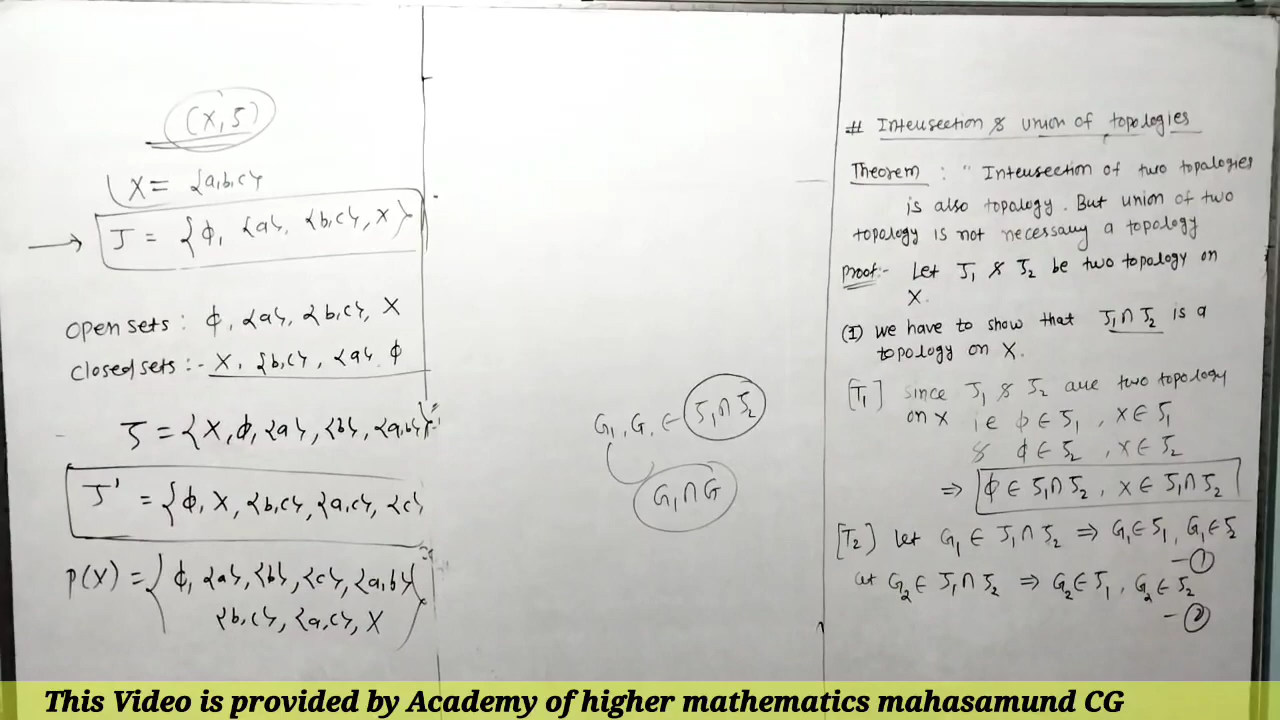 (X, J)
X = {a,b,c}
J = {ϕ, {a}, {b,c}, X}
open sets : ϕ, {a}, {b,c}, X
closed sets :- X, {b,c}, {a}, ϕ
J = {X, ϕ, {a}, {b}, {a,b}}
J' = {ϕ, X, {b,c}, {a,c}, {c}
P(X) = { ϕ, {a}, {b}, {c}, {a,b}
{b,c}, {a,c}, X }
G₁, G, ∈ J₁∩J₂
G₁∩G
# Intersection & union of topologies
Theorem : " Intersection of two topalogies
is also topology. But union of two
topology is not necessary a topology
Proof:- Let J₁ & J₂ be two topology on
X.
(I) we have to show that J₁∩J₂ is a
topology on X.
[T₁] since J₁ & J₂ are two topology
on X ie ϕ ∈ J₁ , X ∈ J₁
& ϕ ∈ J₂ , X ∈ J₂
⇒ ϕ ∈ J₁∩J₂ , X ∈ J₁∩J₂
[T₂] let G₁ ∈ J₁∩J₂ ⇒ G₁∈J₁, G₁∈J₂
-①
let G₂ ∈ J₁∩J₂ ⇒ G₂∈J₁, G₂∈J₂
-②
This Video is provided by Academy of higher mathematics mahasamund CG